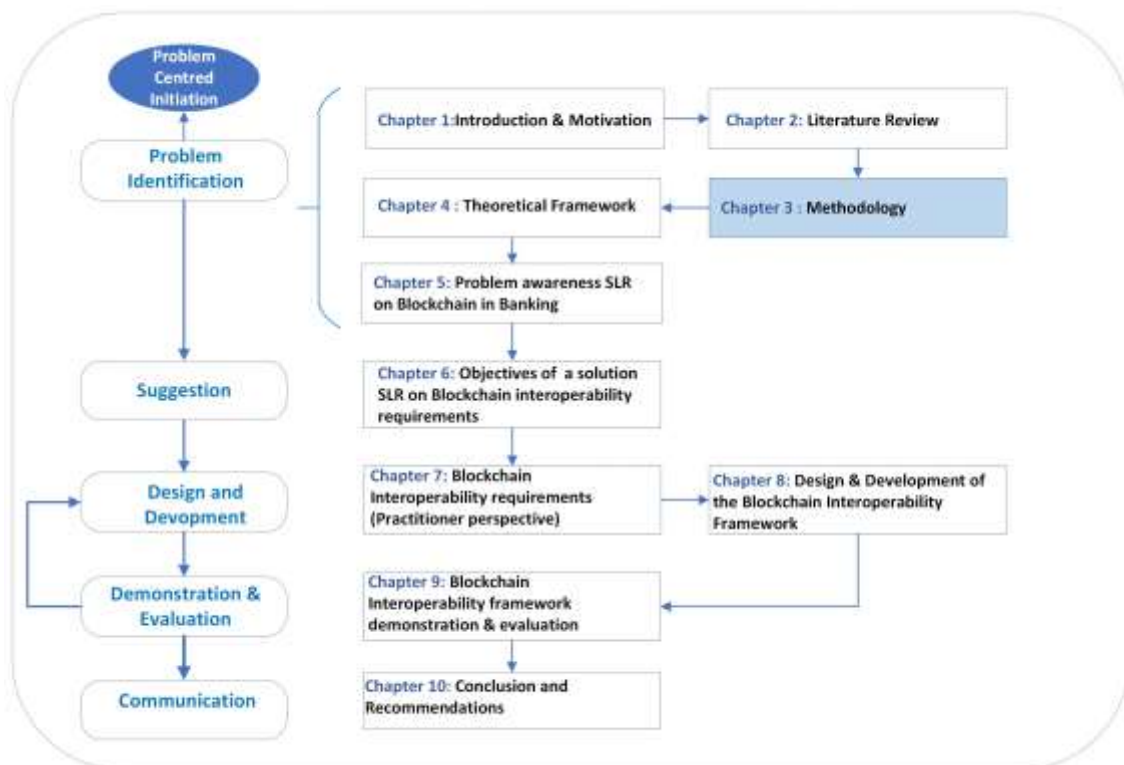 Problem
Centred
Initiation
Problem
Identification
Suggestion
Design and
Devopment
Demonstration &
Evaluation
Communication
Chapter 1:Introduction & Motivation
Chapter 2: Literature Review
Chapter 4 : Theoretical Framework
Chapter 3 : Methodology
Chapter 5: Problem awareness SLR
on Blockchain in Banking
Chapter 6: Objectives of a solution
SLR on Blockchain interoperability
requirements
Chapter 7: Blockchain
Interoperability requirements
(Practitioner perspective)
Chapter 8: Design & Development of
the Blockchain Interoperability
Framework
Chapter 9: Blockchain
Interoperability framework
demonstration & evaluation
Chapter 10: Conclusion and
Recommendations